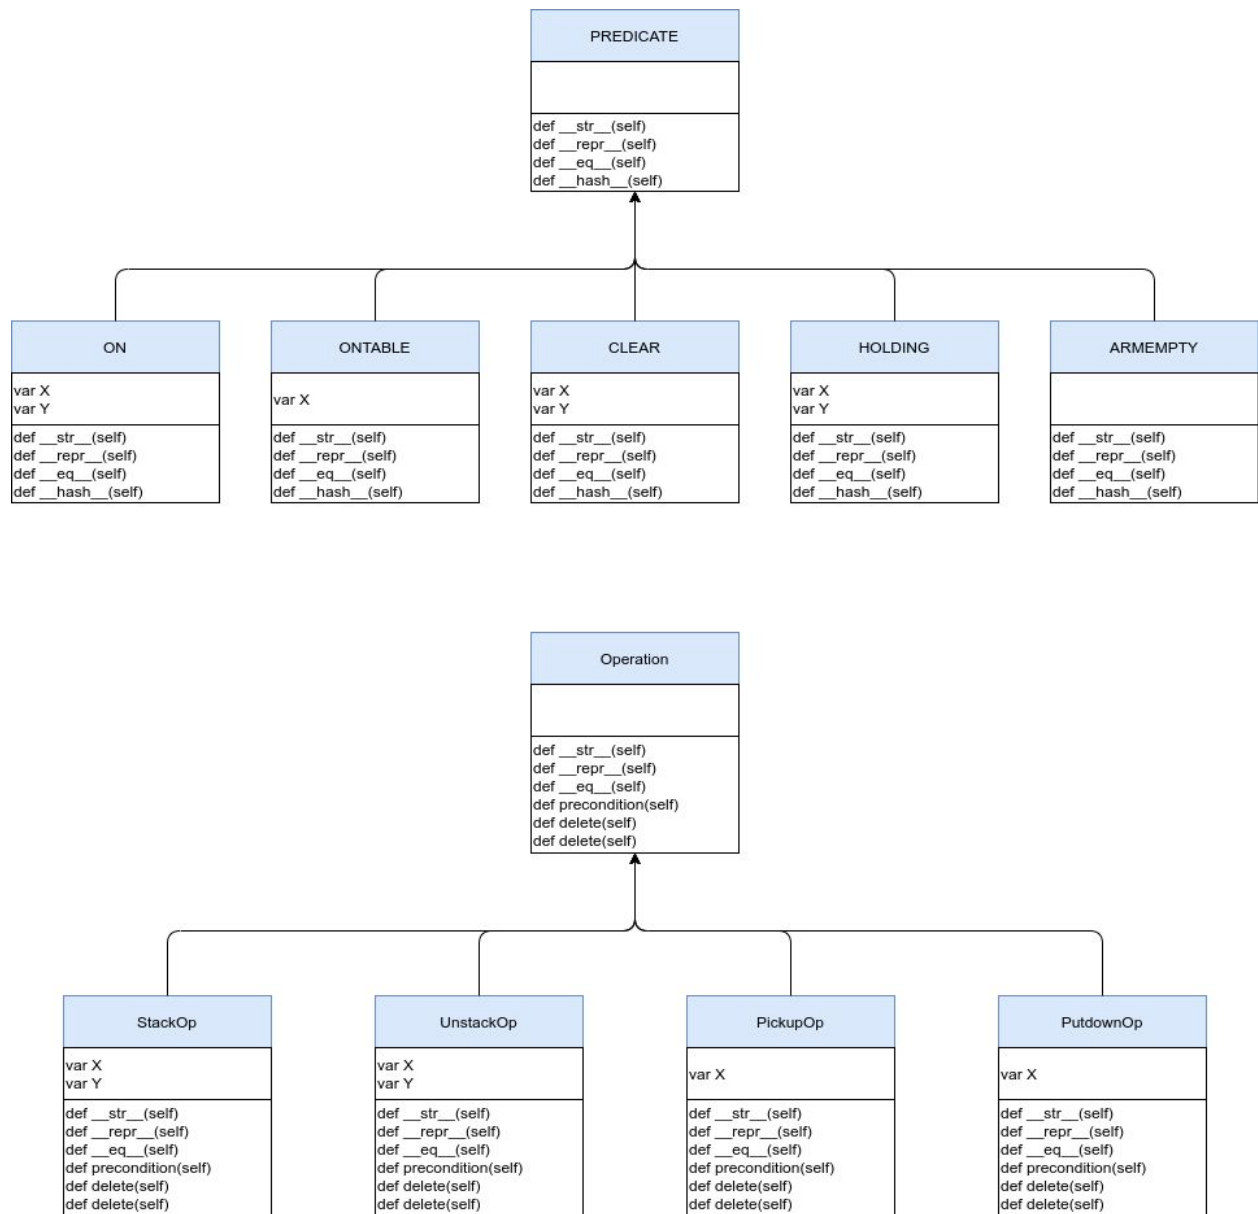 PREDICATE
def __str__(self)
def __repr__(self)
def __eq__(self)
def __hash__(self)
ON
var X
var Y
def __str__(self)
def __repr__(self)
def __eq__(self)
def __hash__(self)
ONTABLE
var X
def __str__(self)
def __repr__(self)
def __eq__(self)
def __hash__(self)
CLEAR
var X
var Y
def __str__(self)
def __repr__(self)
def __eq__(self)
def __hash__(self)
HOLDING
var X
var Y
def __str__(self)
def __repr__(self)
def __eq__(self)
def __hash__(self)
ARMEMPTY
def __str__(self)
def __repr__(self)
def __eq__(self)
def __hash__(self)
Operation
def __str__(self)
def __repr__(self)
def __eq__(self)
def precondition(self)
def delete(self)
def delete(self)
StackOp
var X
var Y
def __str__(self)
def __repr__(self)
def __eq__(self)
def precondition(self)
def delete(self)
def delete(self)
UnstackOp
var X
var Y
def __str__(self)
def __repr__(self)
def __eq__(self)
def precondition(self)
def delete(self)
def delete(self)
PickupOp
var X
def __str__(self)
def __repr__(self)
def __eq__(self)
def precondition(self)
def delete(self)
def delete(self)
PutdownOp
var X
def __str__(self)
def __repr__(self)
def __eq__(self)
def precondition(self)
def delete(self)
def delete(self)